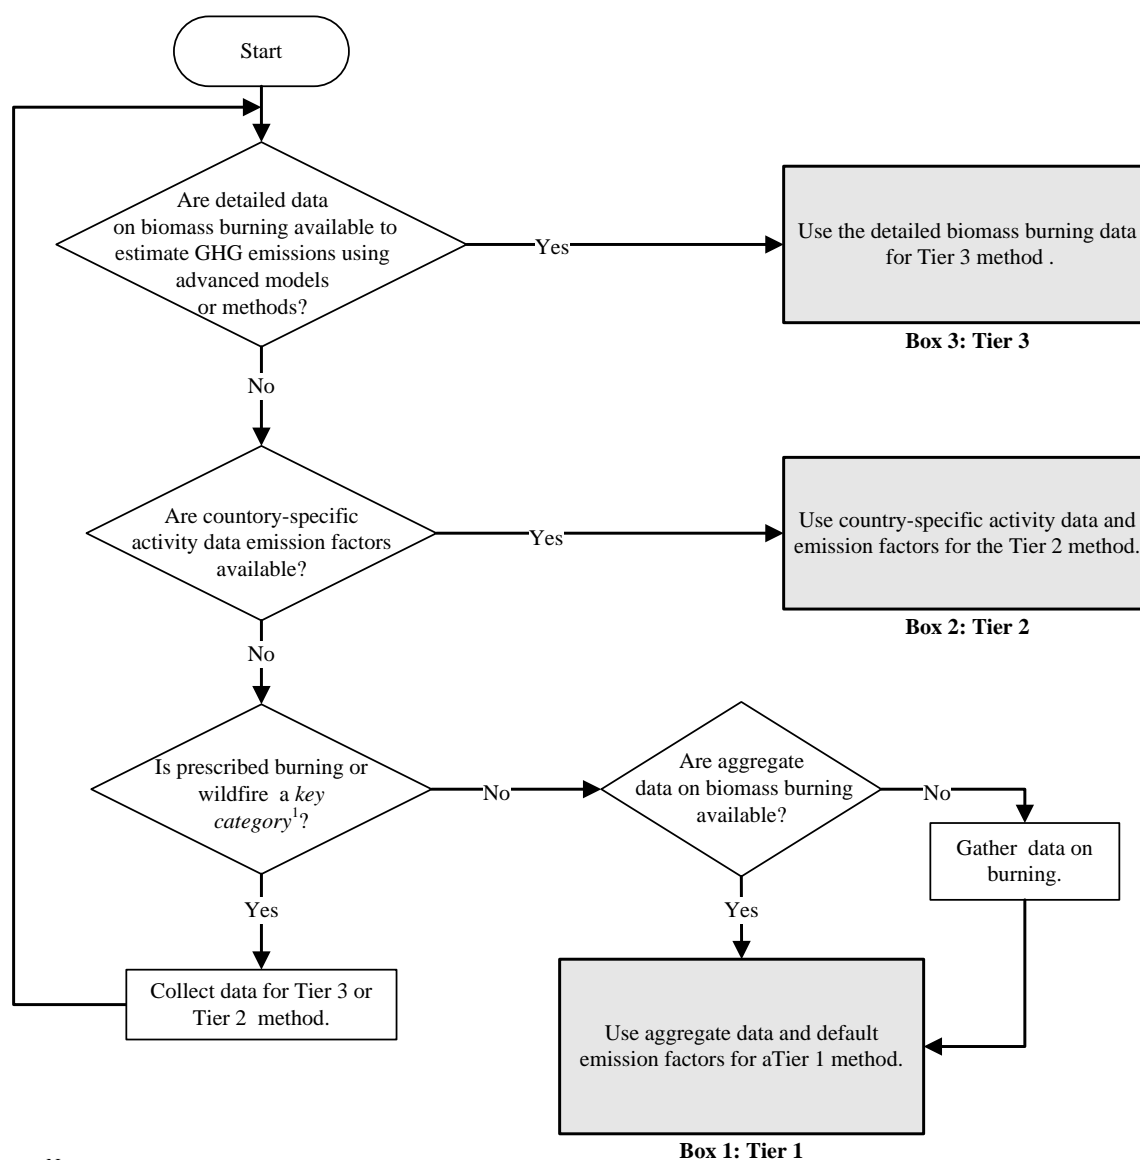 Start
Are detailed data
on biomass burning available to
estimate GHG emissions using
advanced models
or methods?
Yes
Use the detailed biomass burning data
for Tier 3 method .
Box 3: Tier 3
No
Are countory-specific
activity data emission factors
available?
Yes
Use country-specific activity data and
emission factors for the Tier 2 method.
Box 2: Tier 2
No
Is prescribed burning or
wildfire a key
category1?
No
Are aggregate
data on biomass burning
available?
No
Gather data on
burning.
Yes
Yes
Collect data for Tier 3 or
Tier 2 method.
Use aggregate data and default
emission factors for aTier 1 method.
Box 1: Tier 1